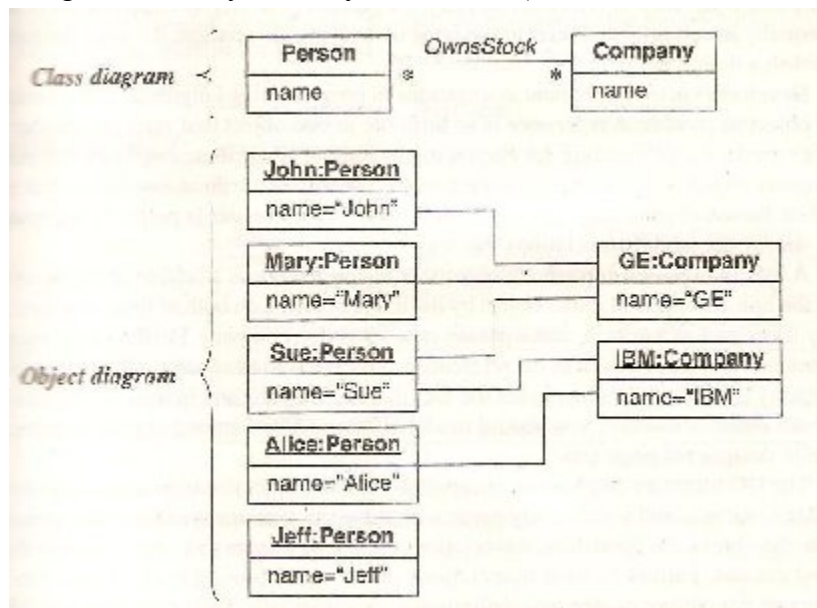 Class diagram
Person
name
*
OwnsStock
*
Company
name
Object diagram
John:Person
name="John"
Mary:Person
name="Mary"
Sue:Person
name="Sue"
Alice:Person
name="Alice"
Jeff:Person
name="Jeff"
GE:Company
name="GE"
IBM:Company
name="IBM"